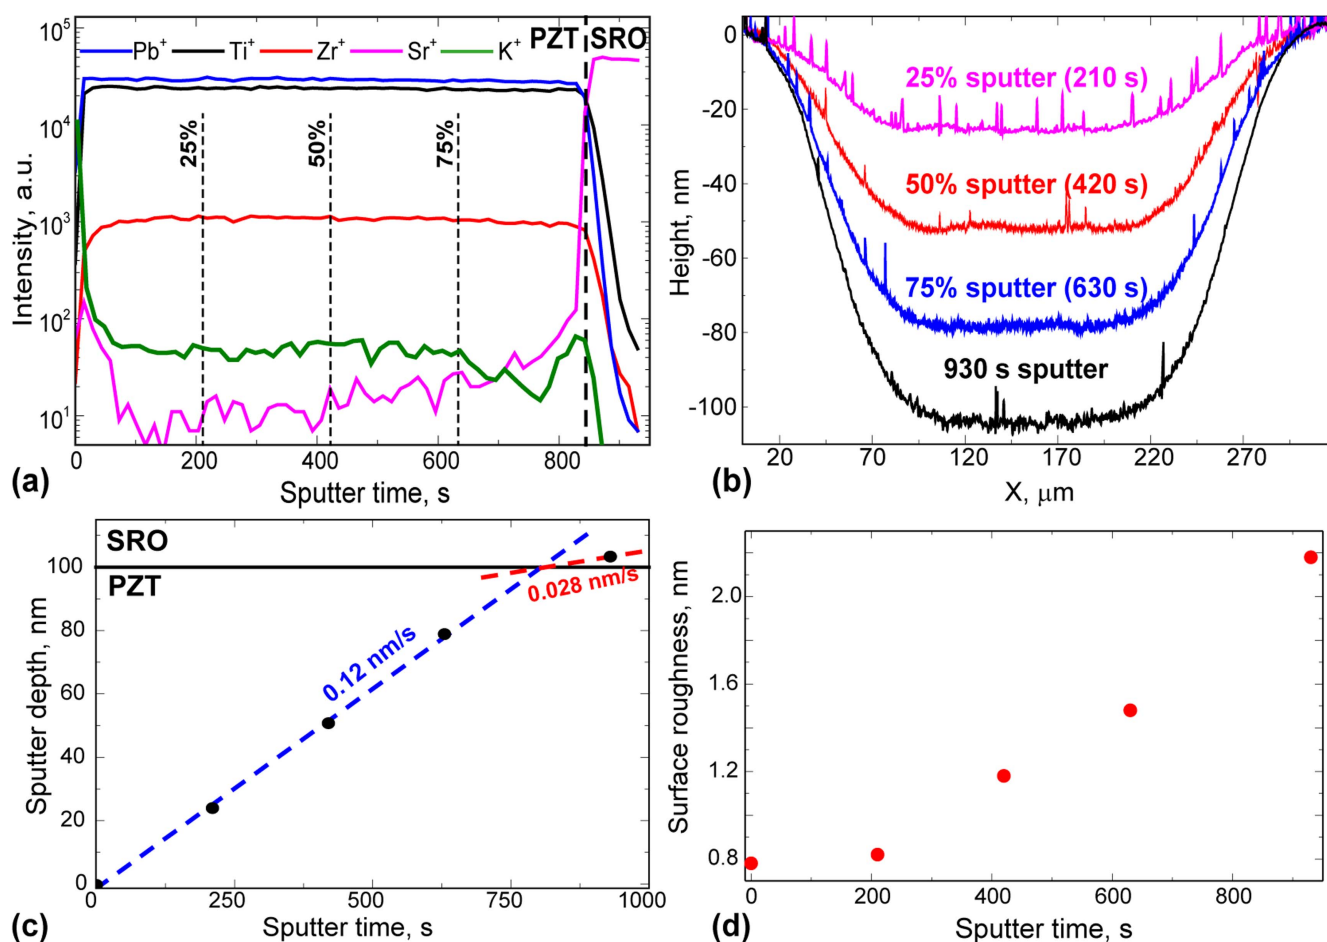 10⁵
10⁴
10³
10²
10¹
Pb⁺ Ti⁺ Zr⁺ Sr⁺ K⁺
PZT SRO
25%
50%
75%
Intensity, a.u.
0 200 400 600 800
Sputter time, s
(a)
0
-20
-40
-60
-80
-100
25% sputter (210 s)
50% sputter (420 s)
75% sputter (630 s)
930 s sputter
Height, nm
20 70 120 170 220 270
X, μm
(b)
SRO
PZT
100
80
60
40
20
0
0.12 nm/s
0.028 nm/s
Sputter depth, nm
0 250 500 750 1000
Sputter time, s
(c)
2.0
1.6
1.2
0.8
Surface roughness, nm
0 200 400 600 800
Sputter time, s
(d)